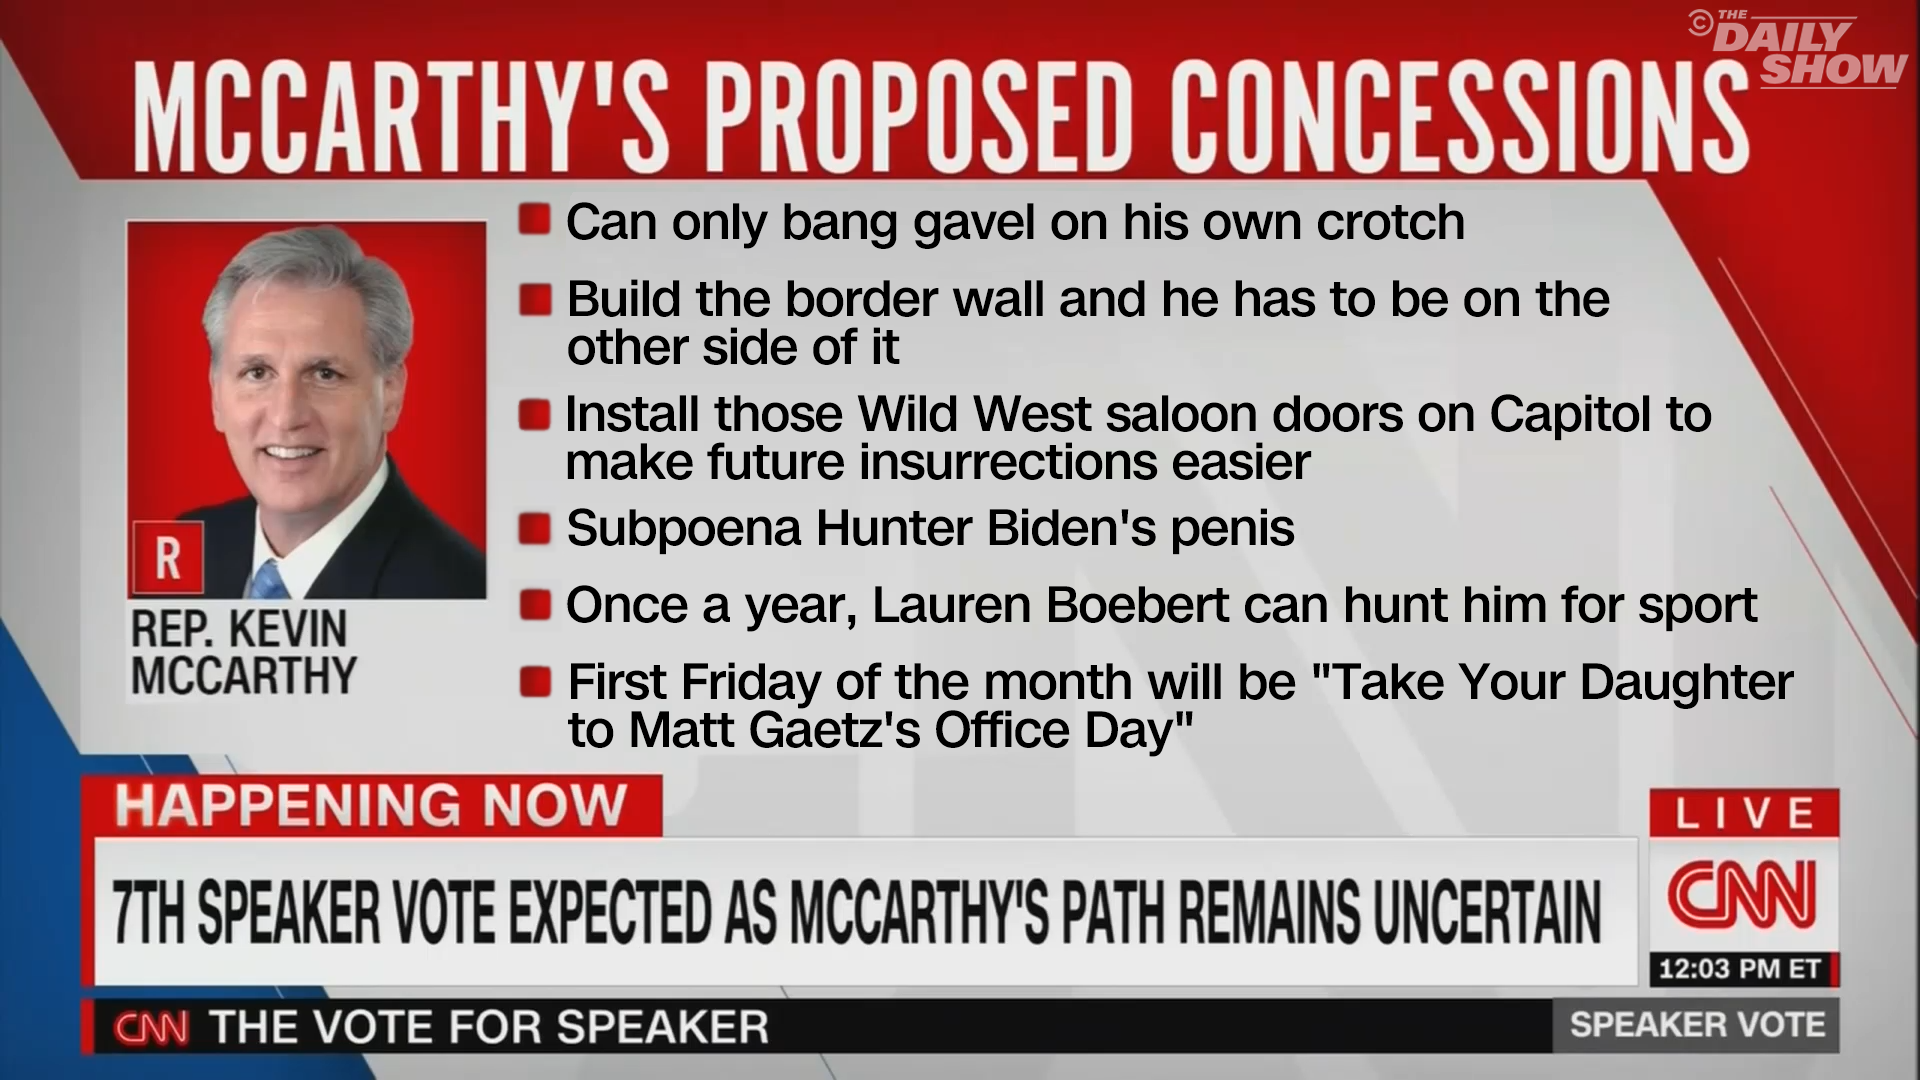 THE
DAILY
SHOW
MCCARTHY'S PROPOSED CONCESSIONS
Can only bang gavel on his own crotch
Build the border wall and he has to be on the
other side of it
Install those Wild West saloon doors on Capitol to
make future insurrections easier
Subpoena Hunter Biden's penis
Once a year, Lauren Boebert can hunt him for sport
First Friday of the month will be "Take Your Daughter
to Matt Gaetz's Office Day"
R
REP. KEVIN
MCCARTHY
HAPPENING NOW
7TH SPEAKER VOTE EXPECTED AS MCCARTHY'S PATH REMAINS UNCERTAIN
LIVE
CNN
12:03 PM ET
CNN THE VOTE FOR SPEAKER
SPEAKER VOTE